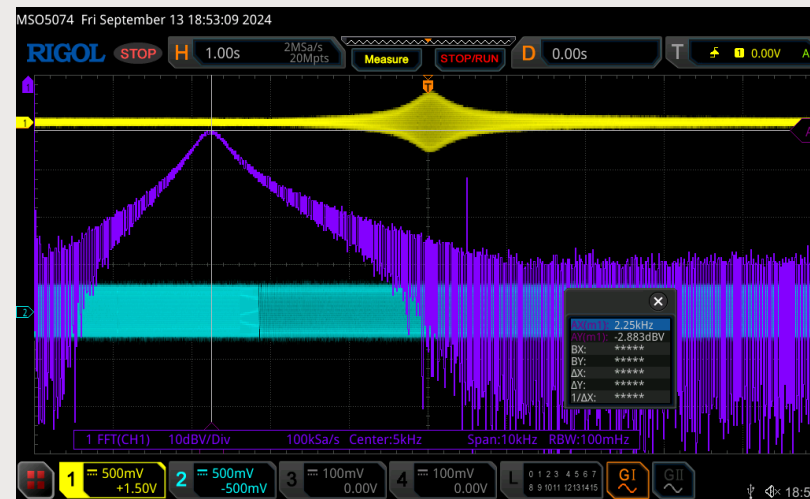 MSO5074 Fri September 13 18:53:09 2024
RIGOL STOP H 1.00s 2MSa/s 20Mpts Measure STOP/RUN D 0.00s T 1 0.00V A
T
1
1
2
AX(m1): 2.25kHz
AY(m1): -2.883dBV
BX: *****
BY: *****
ΔX: *****
ΔY: *****
1/ΔX: *****
1 FFT(CH1) 10dBV/Div 100kSa/s Center:5kHz Span:10kHz RBW:100mHz
1 500mV +1.50V 2 500mV -500mV 3 100mV 0.00V 4 100mV 0.00V L 0 1 2 3 4 5 6 7 8 9 10 11 12 13 14 15 GI GII
18:5